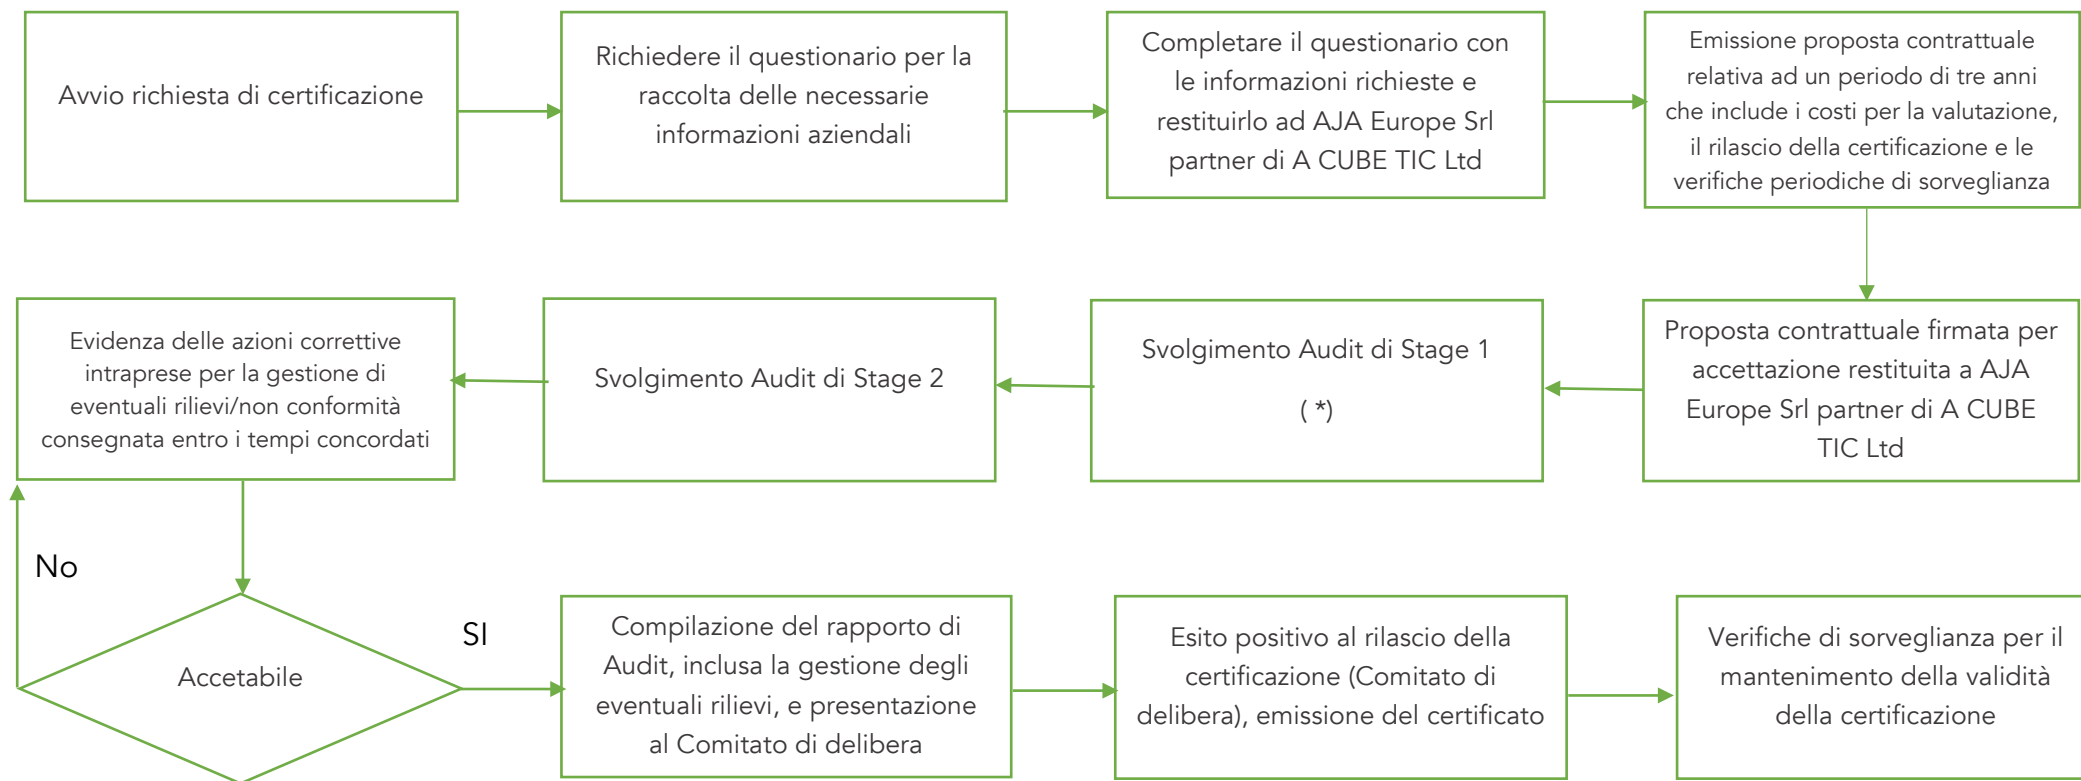 Avvio richiesta di certificazione
Richiedere il questionario per la
raccolta delle necessarie
informazioni aziendali
Completare il questionario con
le informazioni richieste e
restituirlo ad AJA Europe Srl
partner di A CUBE TIC Ltd
Emissione proposta contrattuale
relativa ad un periodo di tre anni
che include i costi per la valutazione,
il rilascio della certificazione e le
verifiche periodiche di sorveglianza
Proposta contrattuale firmata per
accettazione restituita a AJA
Europe Srl partner di A CUBE
TIC Ltd
Svolgimento Audit di Stage 1
( *)
Svolgimento Audit di Stage 2
Evidenza delle azioni correttive
intraprese per la gestione di
eventuali rilievi/non conformità
consegnata entro i tempi concordati
No
Accetabile
SI
Compilazione del rapporto di
Audit, inclusa la gestione degli
eventuali rilievi, e presentazione
al Comitato di delibera
Esito positivo al rilascio della
certificazione (Comitato di
delibera), emissione del certificato
Verifiche di sorveglianza per il
mantenimento della validità
della certificazione